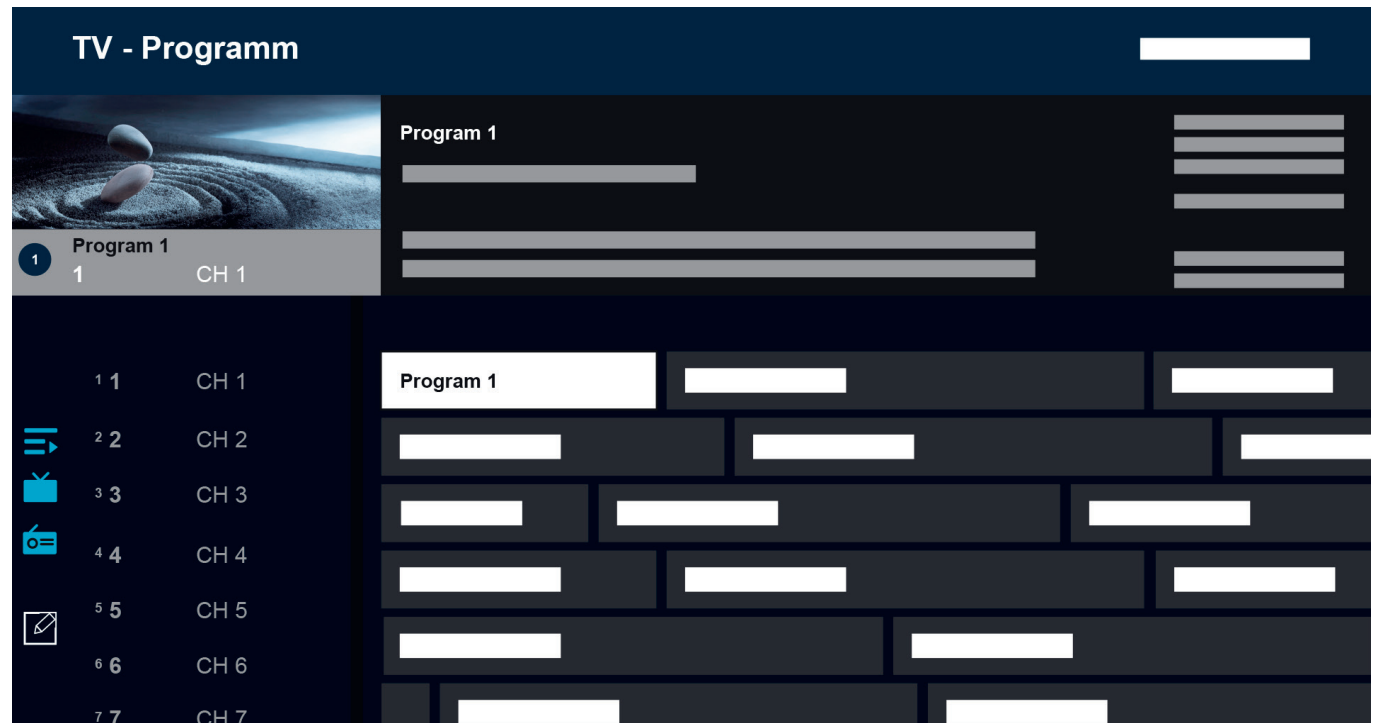 TV - Programm
Program 1
1 Program 1
1 CH 1
1 1 CH 1 Program 1
2 2 CH 2
3 3 CH 3
4 4 CH 4
5 5 CH 5
6 6 CH 6
7 7 CH 7